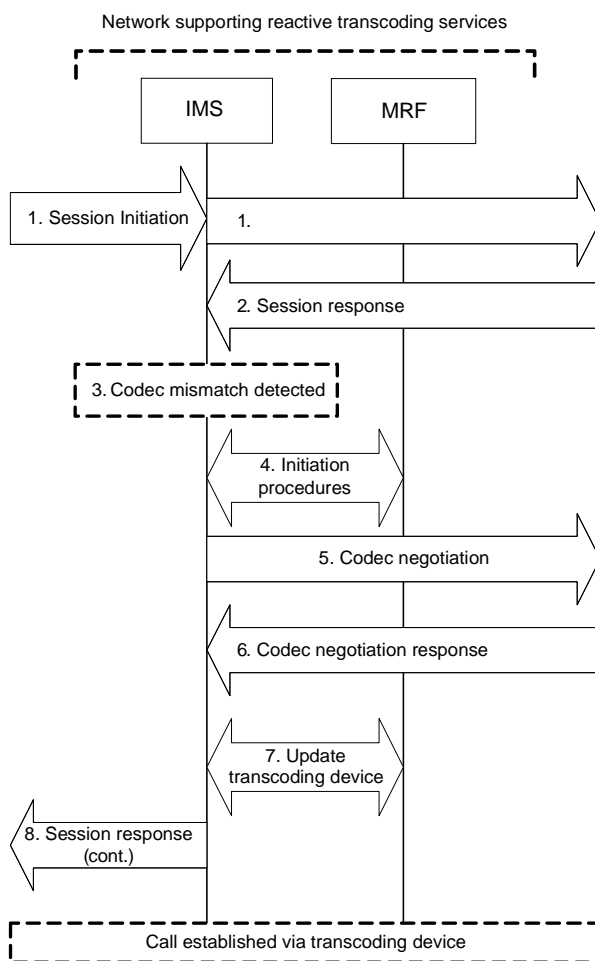 Network supporting reactive transcoding services
IMS
MRF
1. Session Initiation
1.
2. Session response
3. Codec mismatch detected
4. Initiation
procedures
5. Codec negotiation
6. Codec negotiation response
7. Update
transcoding device
8. Session response
(cont.)
Call established via transcoding device